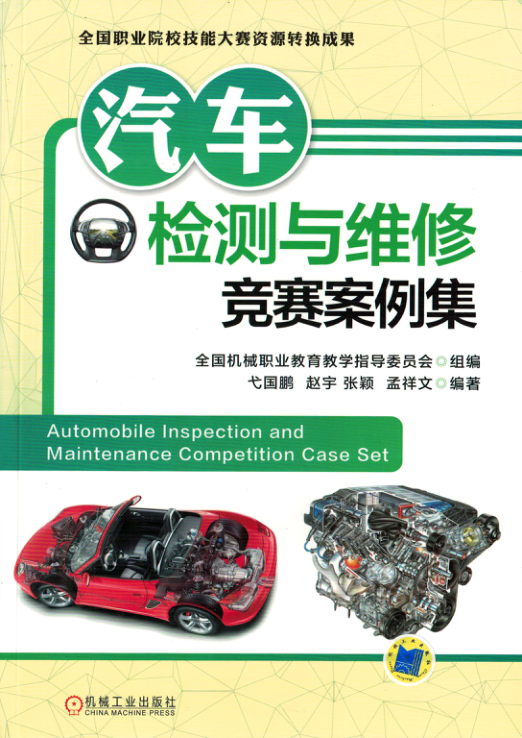 全国职业院校技能大赛资源转换成果
汽车
检测与维修
竞赛案例集
全国机械职业教育教学指导委员会 组编
弋国鹏 赵宇 张颖 孟祥文 编著
Automobile Inspection and
Maintenance Competition Case Set
机械工业出版社
CHINA MACHINE PRESS